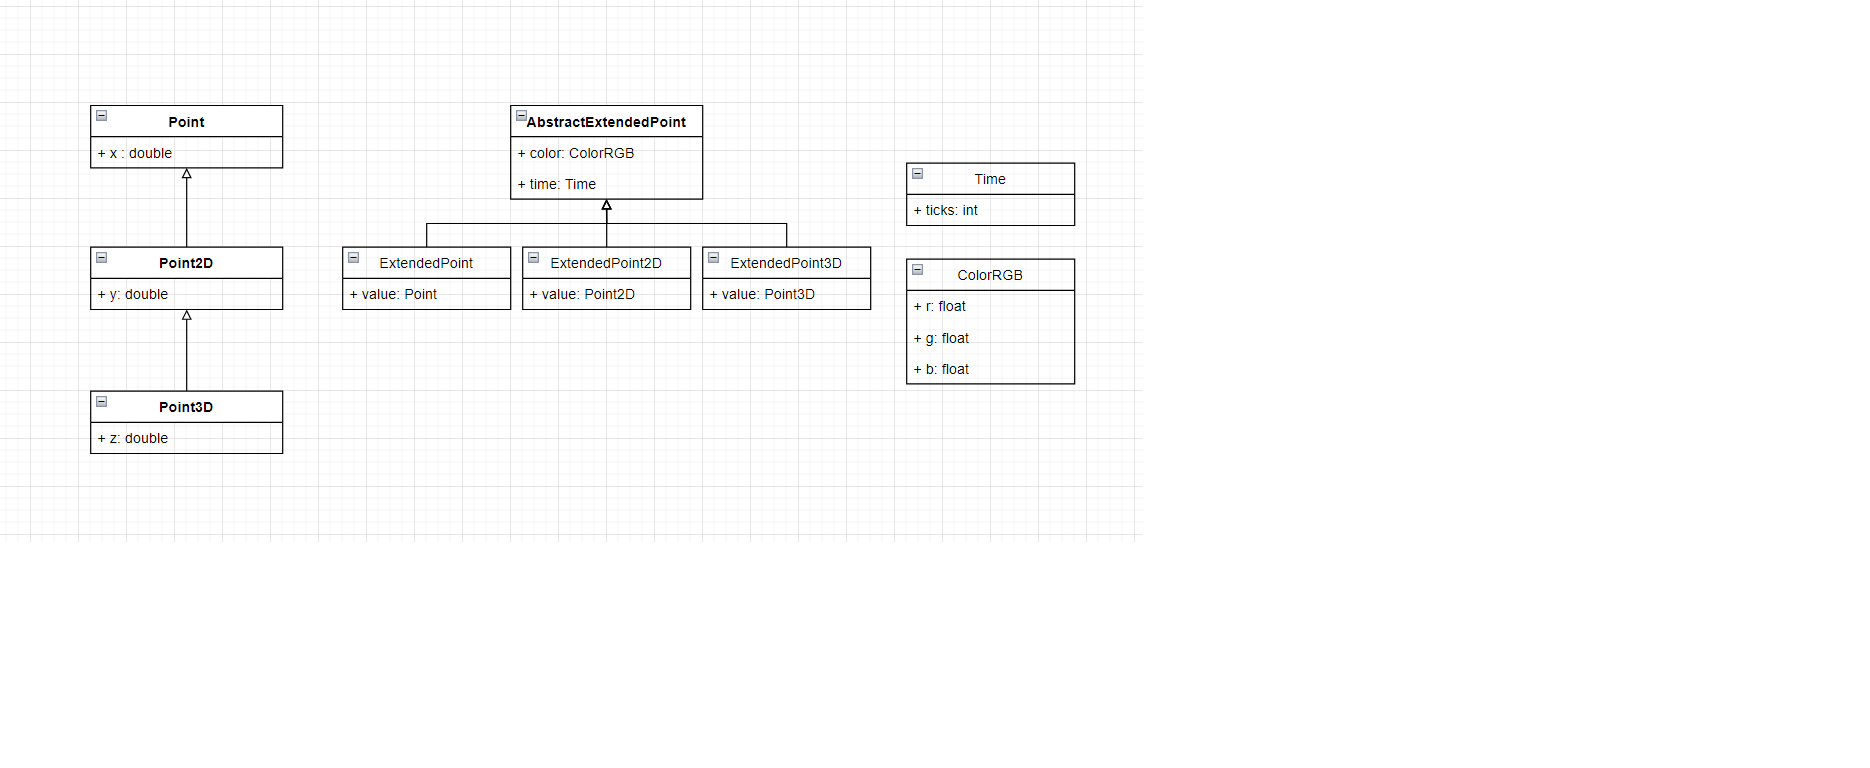 Point
+ x : double
Point2D
+ y: double
Point3D
+ z: double
AbstractExtendedPoint
+ color: ColorRGB
+ time: Time
ExtendedPoint
+ value: Point
ExtendedPoint2D
+ value: Point2D
ExtendedPoint3D
+ value: Point3D
Time
+ ticks: int
ColorRGB
+ r: float
+ g: float
+ b: float